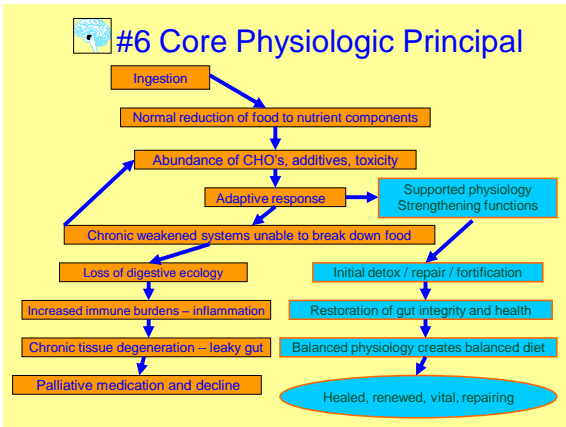 #6 Core Physiologic Principal
Ingestion
Normal reduction of food to nutrient components
Abundance of CHO's, additives, toxicity
Adaptive response
Supported physiology
Strengthening functions
Chronic weakened systems unable to break down food
Loss of digestive ecology
Initial detox / repair / fortification
Increased immune burdens – inflammation
Restoration of gut integrity and health
Chronic tissue degeneration – leaky gut
Balanced physiology creates balanced diet
Palliative medication and decline
Healed, renewed, vital, repairing